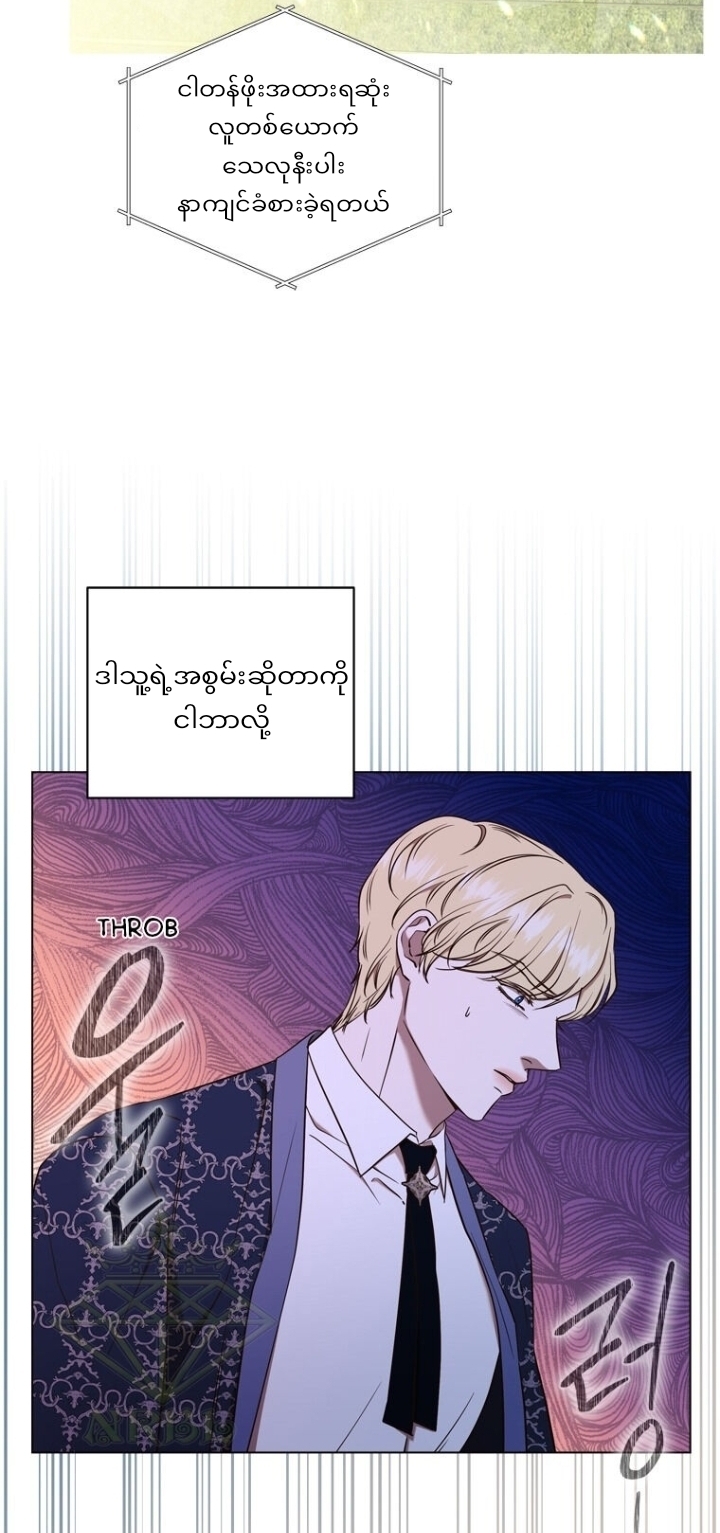 ငါတန်ဖိုးအထားရဆုံး
လူတစ်ယောက်
သေလုနီးပါး
နာကျင်ခံစားခဲ့ရတယ်
ဒါသူ့ရဲ့အစွမ်းဆိုတာကို
ငါဘာလို့
THROB
욱
씬